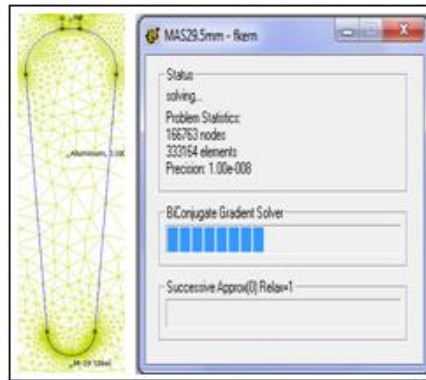 MAS29.5mm - fkern
Status
solving...
Problem Statistics:
166763 nodes
333164 elements
Precision: 1.00e-008
BiConjugate Gradient Solver
Successive Approx(0) Relax=1